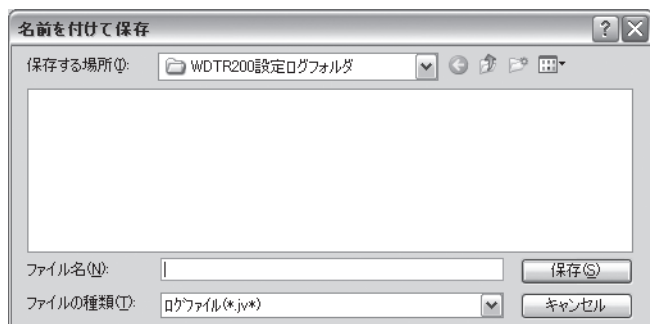 名前を付けて保存
保存する場所(I):
WDTR200設定ログフォルダ
ファイル名(N):
保存(S)
ファイルの種類(T):
ログファイル(*.jv*)
キャンセル